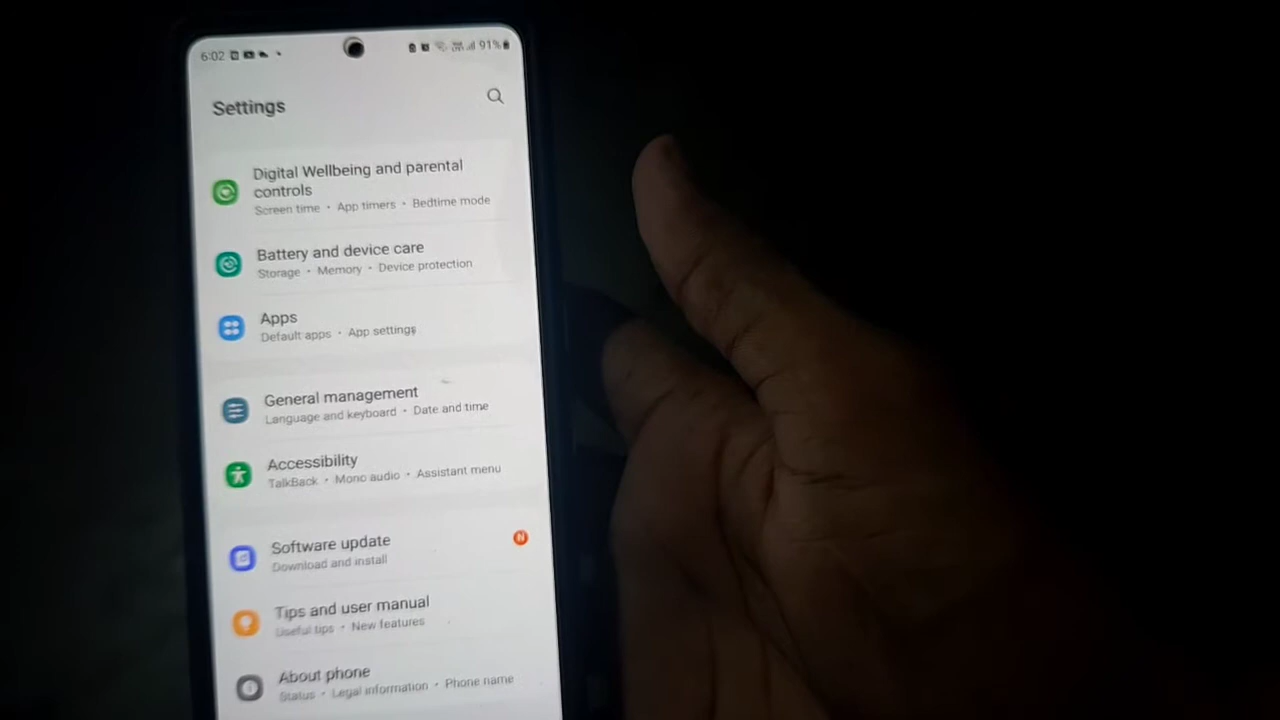 6:02 91%
Settings
Digital Wellbeing and parental
controls
Screen time • App timers • Bedtime mode
Battery and device care
Storage • Memory • Device protection
Apps
Default apps • App settings
General management
Language and keyboard • Date and time
Accessibility
TalkBack • Mono audio • Assistant menu
Software update
N
Download and install
Tips and user manual
Useful tips • New features
About phone
Status • Legal information • Phone name